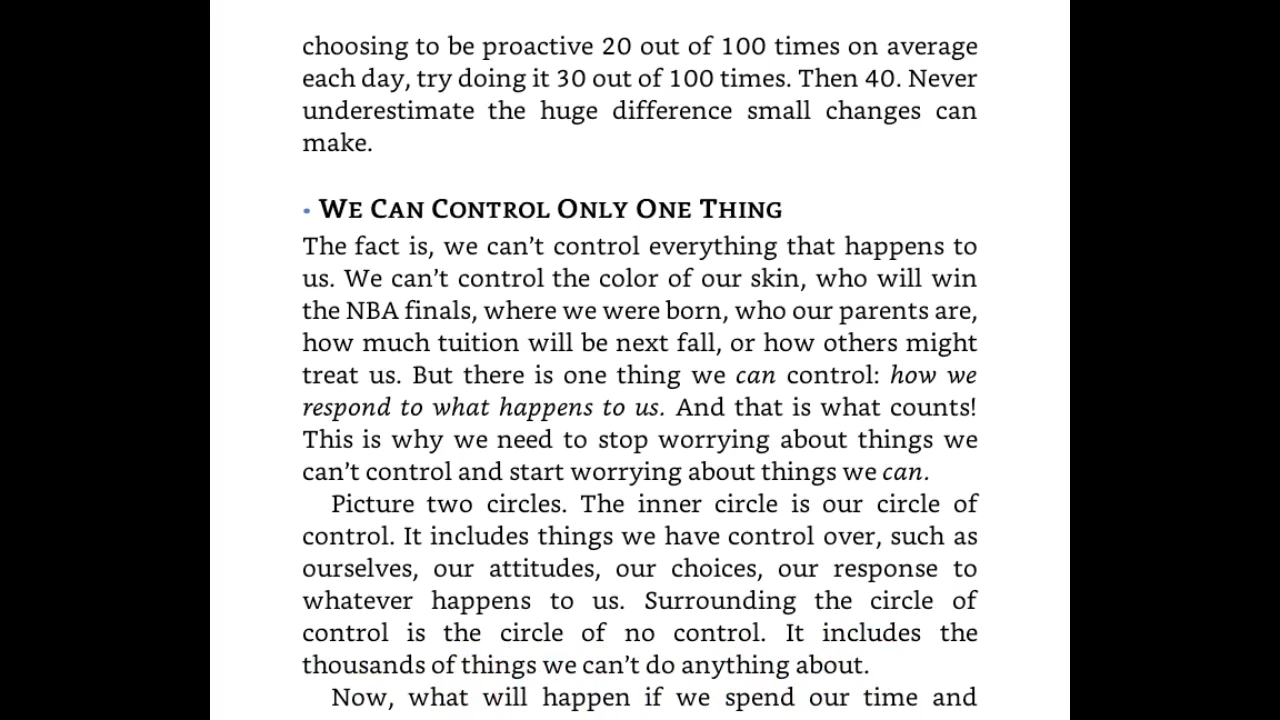 choosing to be proactive 20 out of 100 times on average
each day, try doing it 30 out of 100 times. Then 40. Never
underestimate the huge difference small changes can
make.
• WE CAN CONTROL ONLY ONE THING
The fact is, we can’t control everything that happens to
us. We can’t control the color of our skin, who will win
the NBA finals, where we were born, who our parents are,
how much tuition will be next fall, or how others might
treat us. But there is one thing we can control: how we
respond to what happens to us. And that is what counts!
This is why we need to stop worrying about things we
can’t control and start worrying about things we can.
Picture two circles. The inner circle is our circle of
control. It includes things we have control over, such as
ourselves, our attitudes, our choices, our response to
whatever happens to us. Surrounding the circle of
control is the circle of no control. It includes the
thousands of things we can’t do anything about.
Now, what will happen if we spend our time and